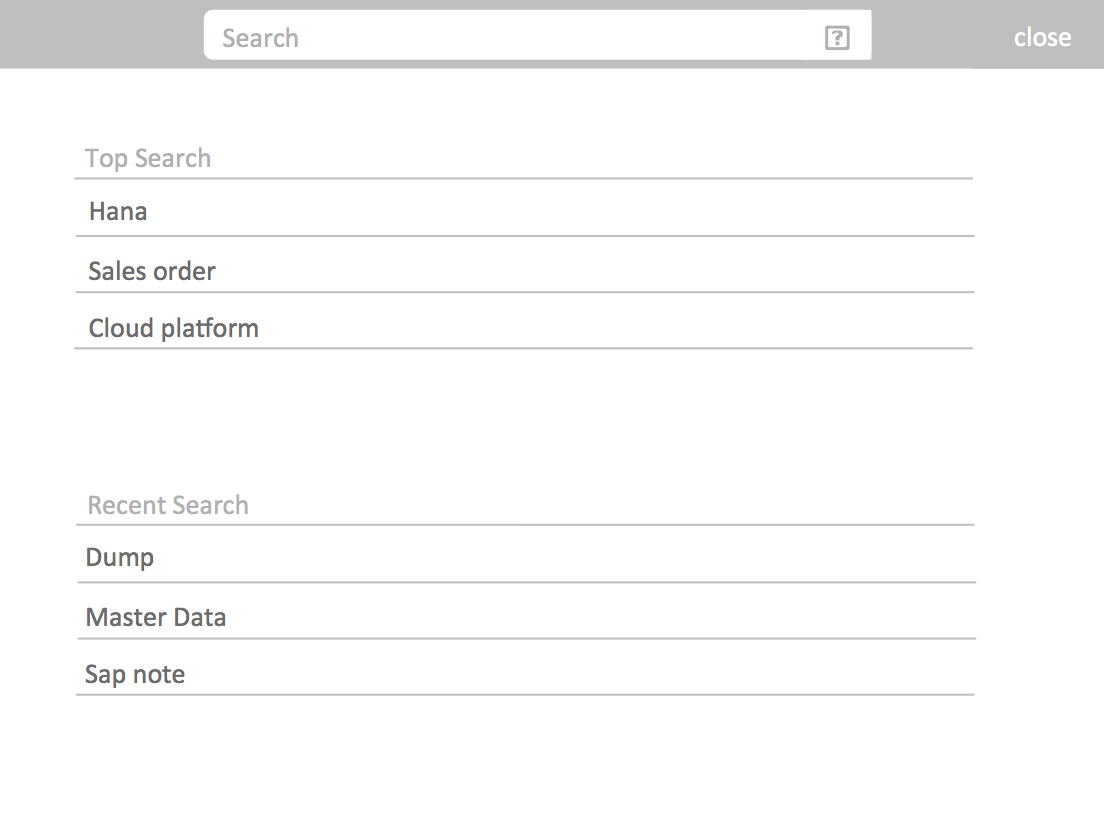 Search ?
close
Top Search
Hana
Sales order
Cloud platform
Recent Search
Dump
Master Data
Sap note